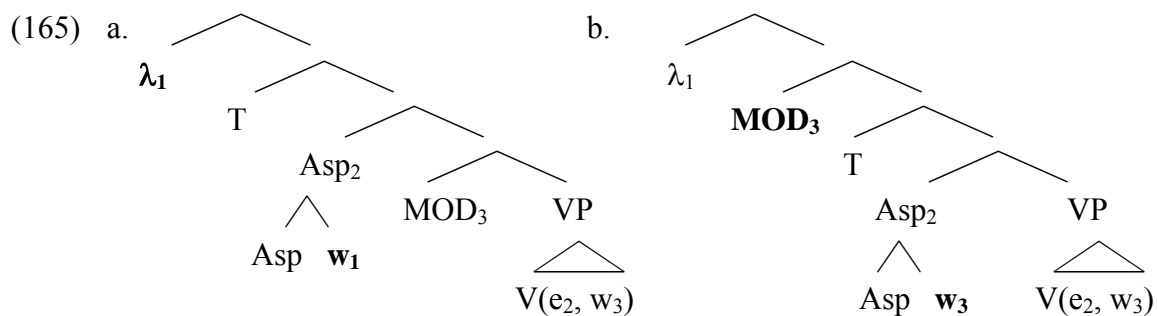 (165) a. b.
λ₁ λ₁
T MOD₃
Asp₂ T
MOD₃ VP Asp₂ VP
Asp w₁ Asp w₃
V(e₂, w₃) V(e₂, w₃)